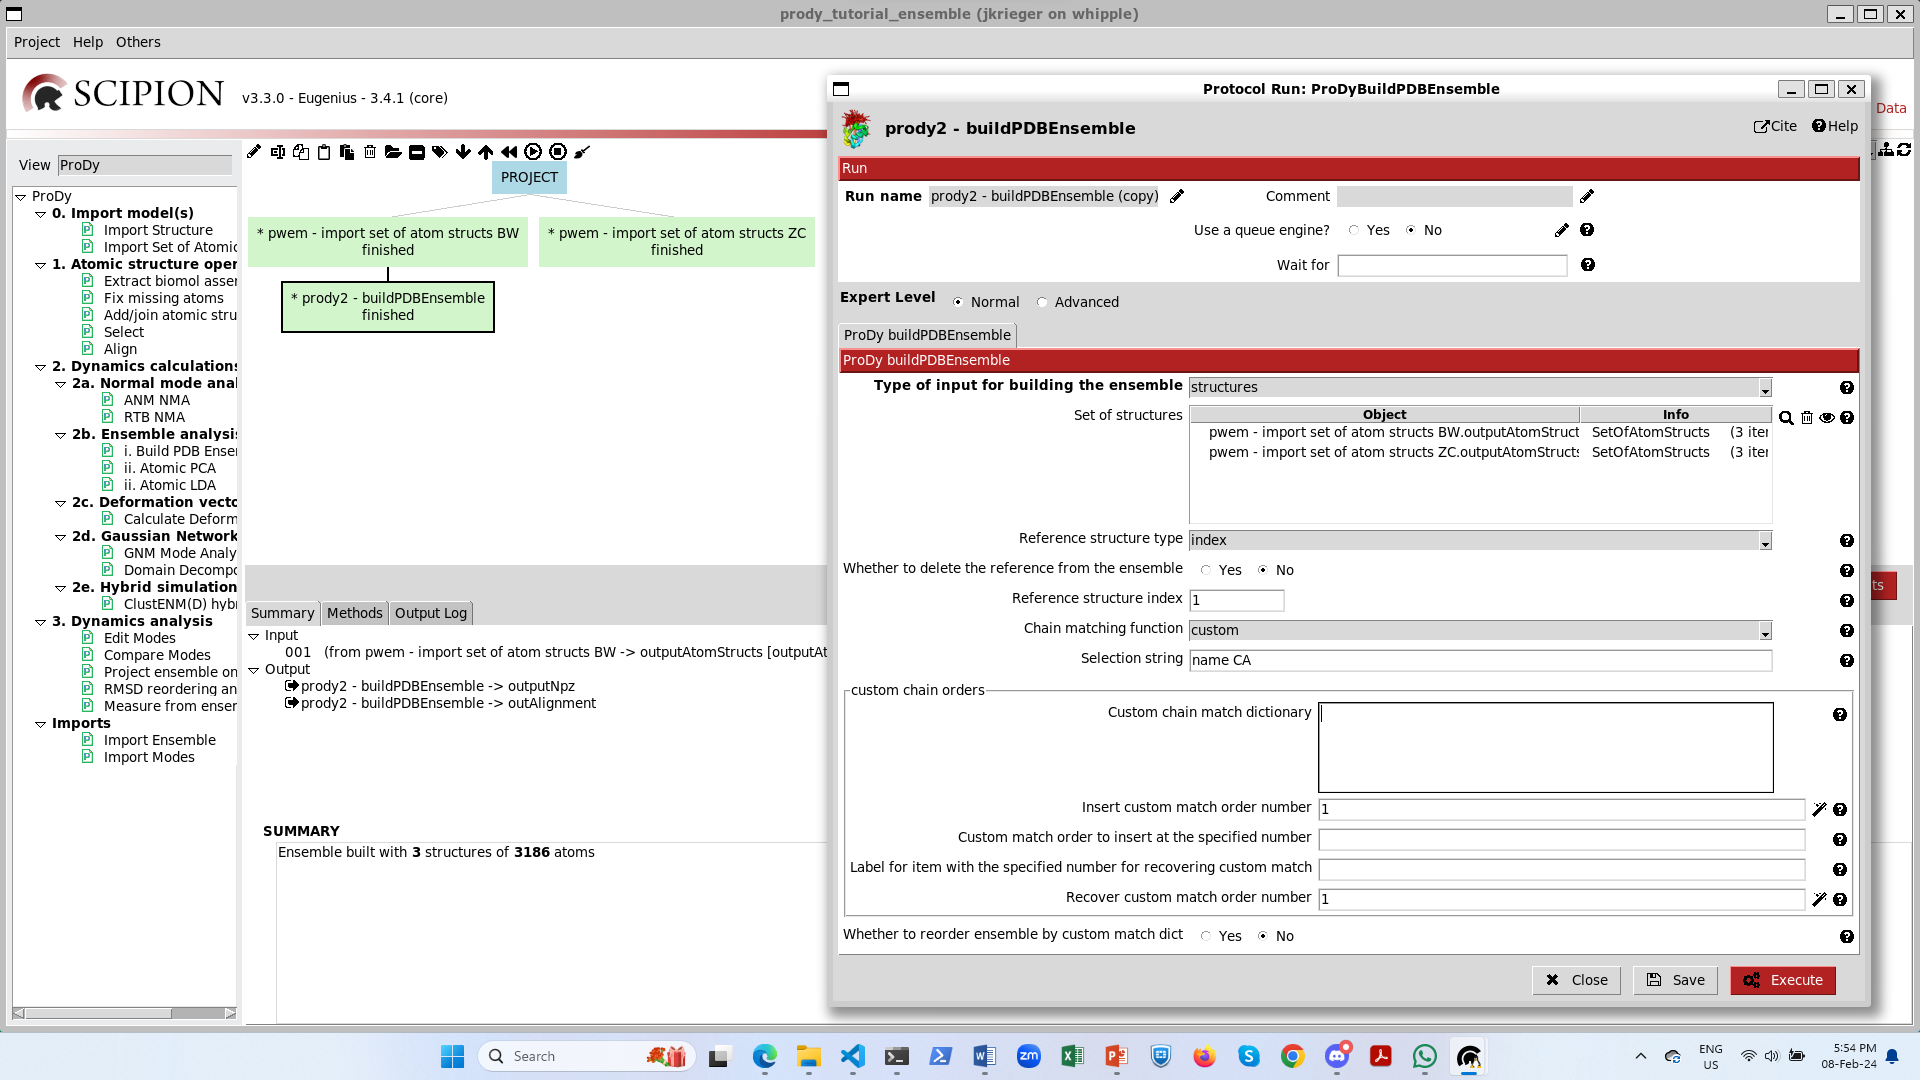 prody_tutorial_ensemble (jkrieger on whipple)
Project Help Others
SCIPION v3.3.0 - Eugenius - 3.4.1 (core)
Data
View ProDy
ProDy
0. Import model(s)
Import Structure
Import Set of Atomic
1. Atomic structure oper
Extract biomol asser
Fix missing atoms
Add/join atomic stru
Select
Align
2. Dynamics calculations
2a. Normal mode anal
ANM NMA
RTB NMA
2b. Ensemble analysis
i. Build PDB Ense
ii. Atomic PCA
ii. Atomic LDA
2c. Deformation vecto
Calculate Deform
2d. Gaussian Network
GNM Mode Analy
Domain Decompo
2e. Hybrid simulation
ClustENM(D) hyb
3. Dynamics analysis
Edit Modes
Compare Modes
Project ensemble on
RMSD reordering an
Measure from enser
Imports
Import Ensemble
Import Modes
PROJECT
* pwem - import set of atom structs BW
finished
* pwem - import set of atom structs ZC
finished
* prody2 - buildPDBEnsemble
finished
Summary Methods Output Log
Input
001 (from pwem - import set of atom structs BW -> outputAtomStructs [outputAt
Output
prody2 - buildPDBEnsemble -> outputNpz
prody2 - buildPDBEnsemble -> outAlignment
SUMMARY
Ensemble built with 3 structures of 3186 atoms
ts
Protocol Run: ProDyBuildPDBEnsemble
prody2 - buildPDBEnsemble
Cite Help
Run
Run name prody2 - buildPDBEnsemble (copy) Comment
Use a queue engine? Yes No
Wait for
Expert Level Normal Advanced
ProDy buildPDBEnsemble
ProDy buildPDBEnsemble
Type of input for building the ensemble structures
Set of structures Object Info
pwem - import set of atom structs BW.outputAtomStruct SetOfAtomStructs (3 iter
pwem - import set of atom structs ZC.outputAtomStructs SetOfAtomStructs (3 iter
Reference structure type index
Whether to delete the reference from the ensemble Yes No
Reference structure index 1
Chain matching function custom
Selection string name CA
custom chain orders
Custom chain match dictionary
Insert custom match order number 1
Custom match order to insert at the specified number
Label for item with the specified number for recovering custom match
Recover custom match order number 1
Whether to reorder ensemble by custom match dict Yes No
Close Save Execute
Search
ENG
US
5:54 PM
08-Feb-24